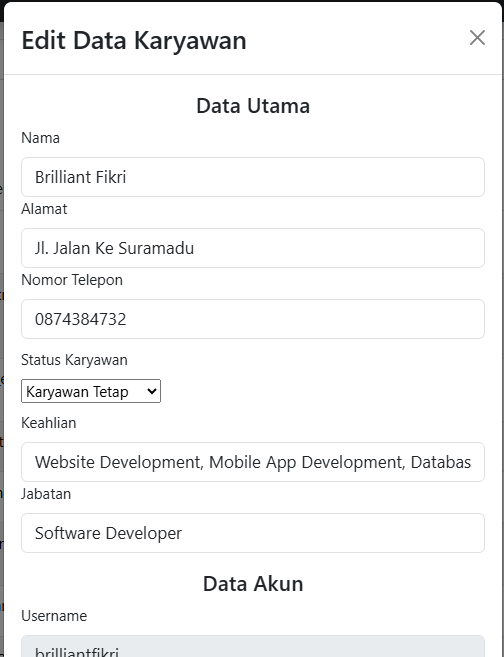 Edit Data Karyawan
Data Utama
Nama
Brilliant Fikri
Alamat
Jl. Jalan Ke Suramadu
Nomor Telepon
0874384732
Status Karyawan
Karyawan Tetap
Keahlian
Website Development, Mobile App Development, Databas
Jabatan
Software Developer
Data Akun
Username
brilliantfikri